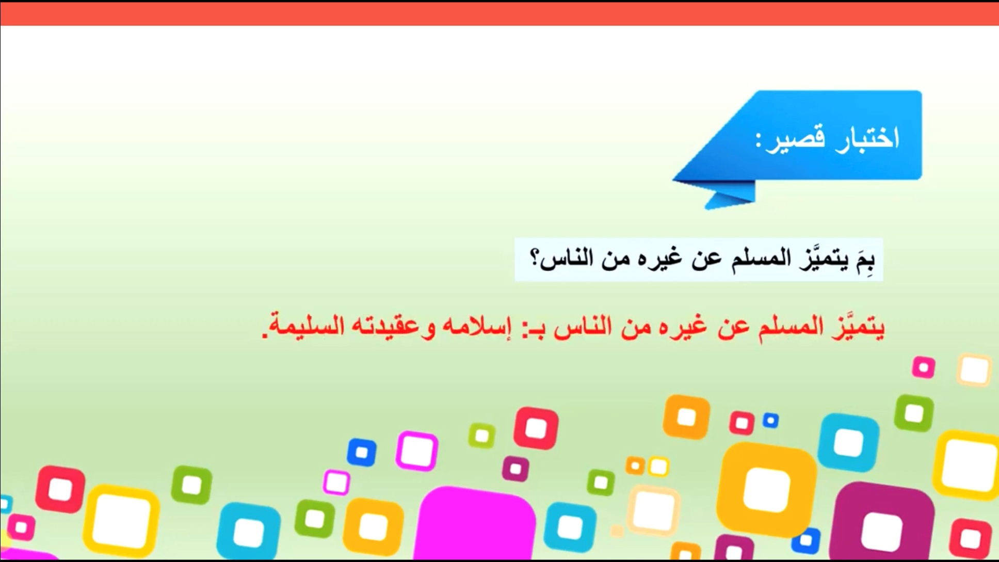 اختبار قصير:
بِمَ يتميَّز المسلم عن غيره من الناس؟
يتميَّز المسلم عن غيره من الناس بـ: إسلامه وعقيدته السليمة.